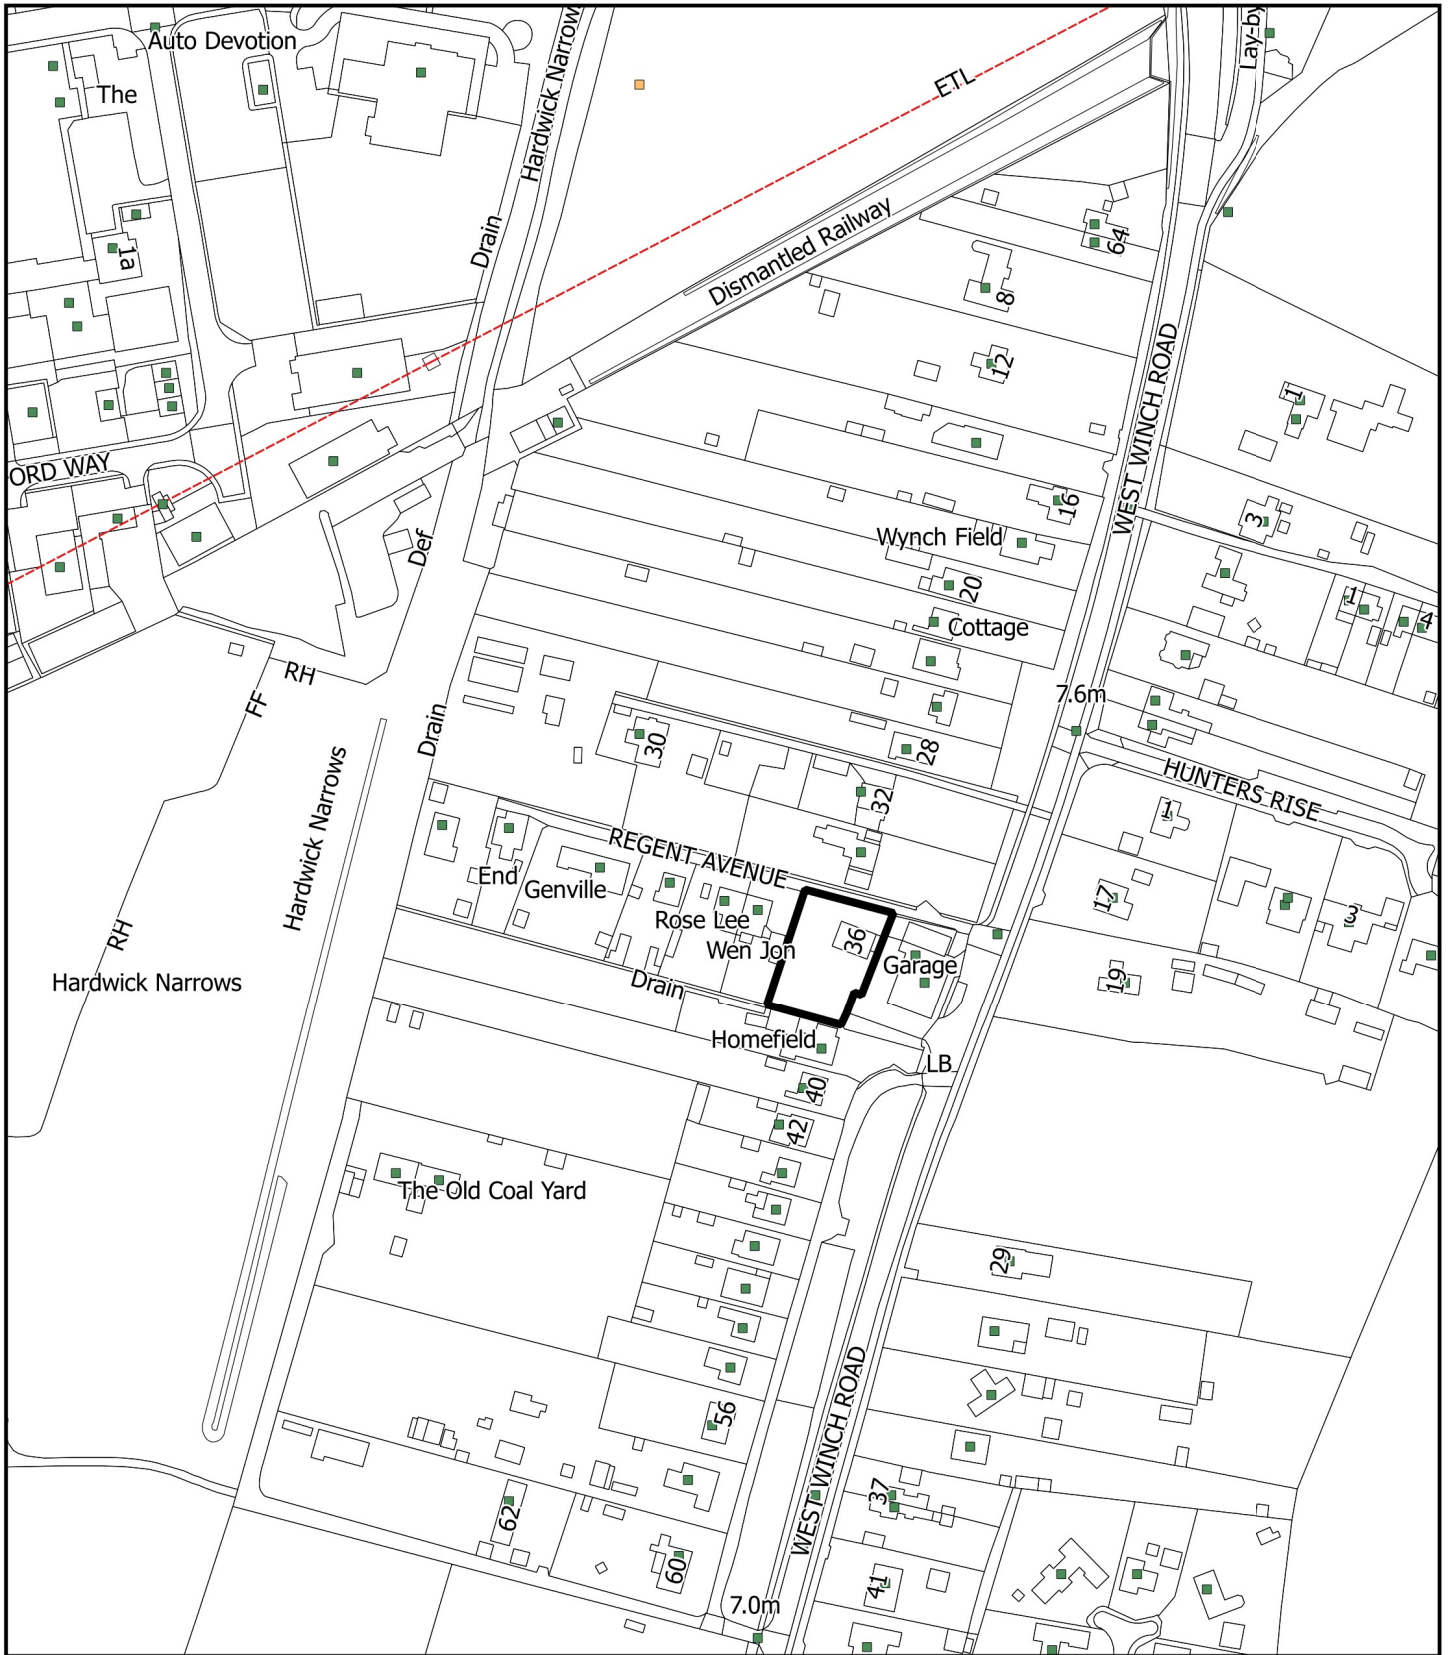 Auto Devotion
Hardwick Narrows
Lay-by
The
ETL
64
Drain
Dismantled Railway
1a
8
WEST WINCH ROAD
12
1
ORD WAY
16
3
Wynch Field
Def
20
1
4
Cottage
RH
FF
7.6m
Drain
30
28
Hardwick Narrows
HUNTERS RISE
32
1
REGENT AVENUE
End
Genville
17
3
Rose Lee
36
RH
Wen Jon
Garage
Hardwick Narrows
Drain
19
Homefield
LB
40
42
The Old Coal Yard
29
WEST WINCH ROAD
56
37
62
60
41
7.0m